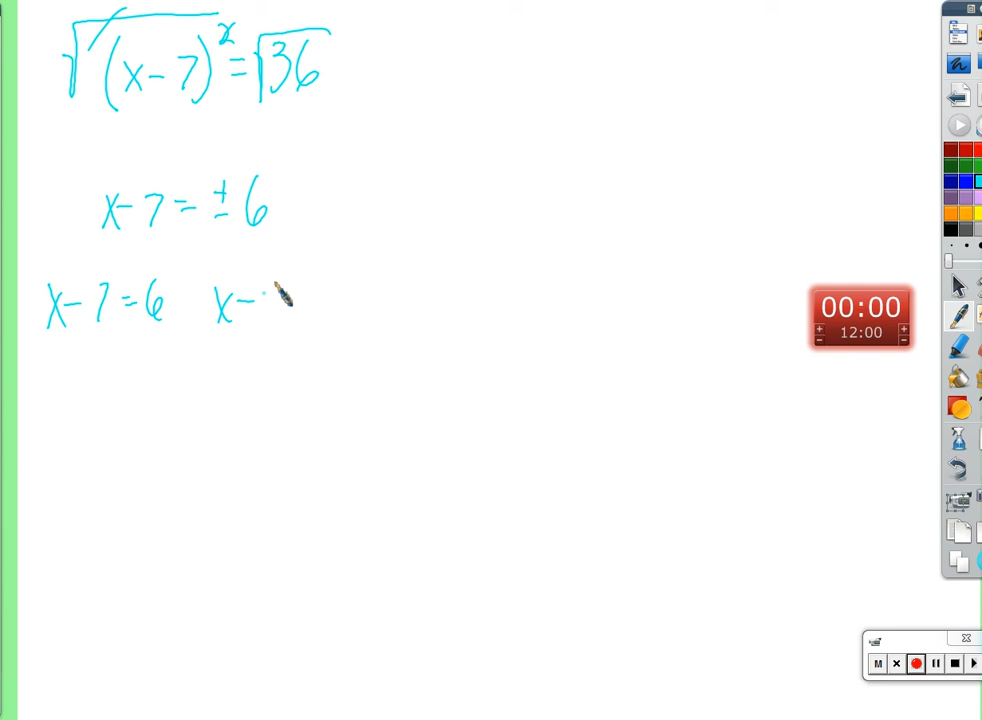 √(x-7)² = √36
x-7 = ±6
x-7=6 x-
00:00
12:00
M